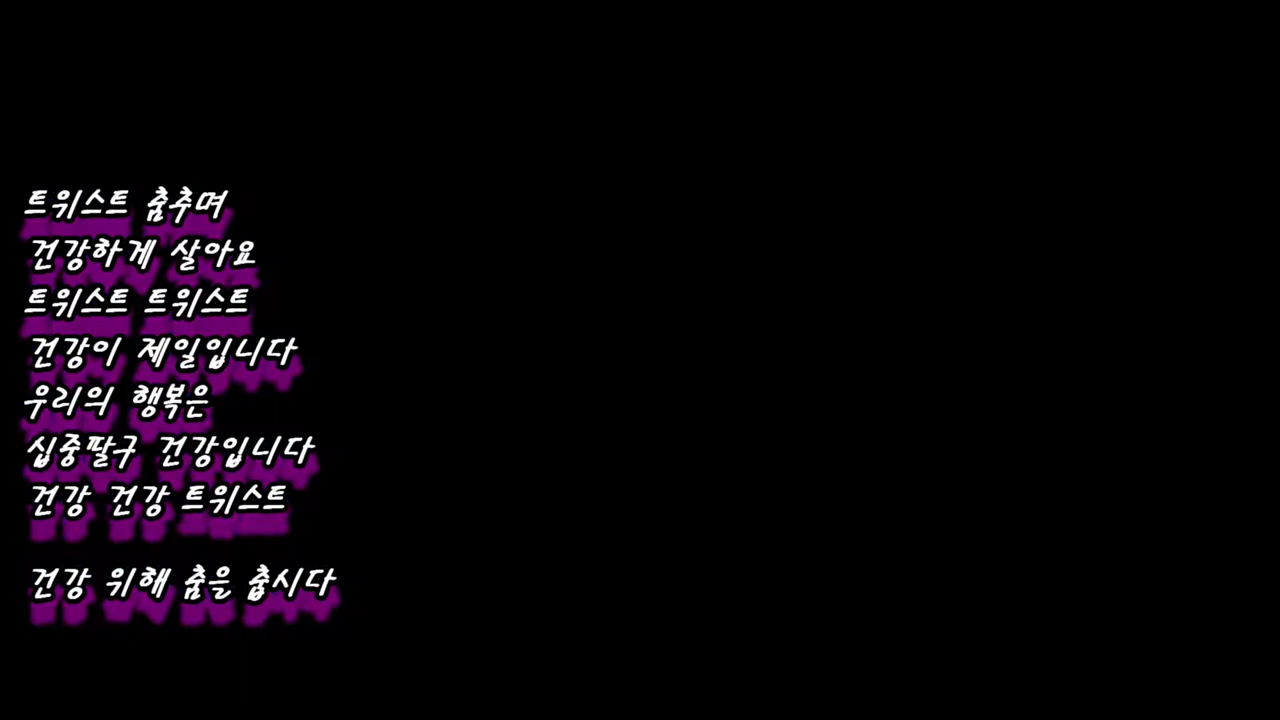 트위스트 춤추며
건강하게 살아요
트위스트 트위스트
건강이 제일입니다
우리의 행복은
십중팔구 건강입니다
건강 건강 트위스트
건강 위해 춤을 춥시다